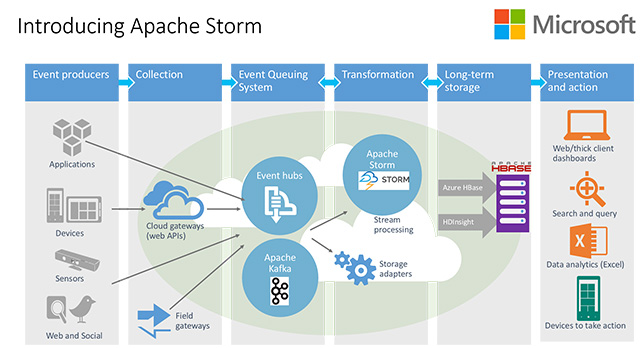 Introducing Apache Storm
Microsoft
Event producers
Collection
Event Queuing
System
Transformation
Long-term
storage
Presentation
and action
Applications
Devices
Sensors
Web and Social
Cloud gateways
(web APIs)
Field
gateways
Event hubs
Apache
Kafka
Apache
Storm
STORM
Stream
processing
Storage
adapters
Azure HBase
HDInsight
APACHE
HBASE
Web/thick client
dashboards
Search and query
X
Data analytics (Excel)
Devices to take action